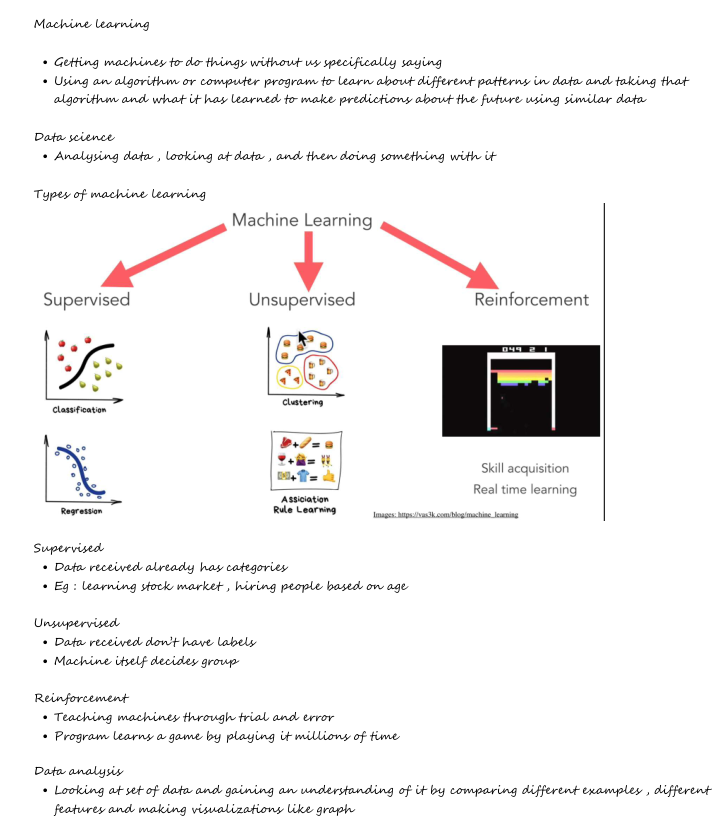 Machine learning
• Getting machines to do things without us specifically saying
• Using an algorithm or computer program to learn about different patterns in data and taking that
algorithm and what it has learned to make predictions about the future using similar data
Data science
• Analysing data , looking at data , and then doing something with it
Types of machine learning
Machine Learning
Supervised
Unsupervised
Reinforcement
049 2 1
Classification
Clustering
Regression
Assiciation
Rule Learning
Skill acquisition
Real time learning
Images: https://vas3k.com/blog/machine_learning
Supervised
• Data received already has categories
• Eg : learning stock market , hiring people based on age
Unsupervised
• Data received don't have labels
• Machine itself decides group
Reinforcement
• Teaching machines through trial and error
• Program learns a game by playing it millions of time
Data analysis
• Looking at set of data and gaining an understanding of it by comparing different examples , different
features and making visualizations like graph